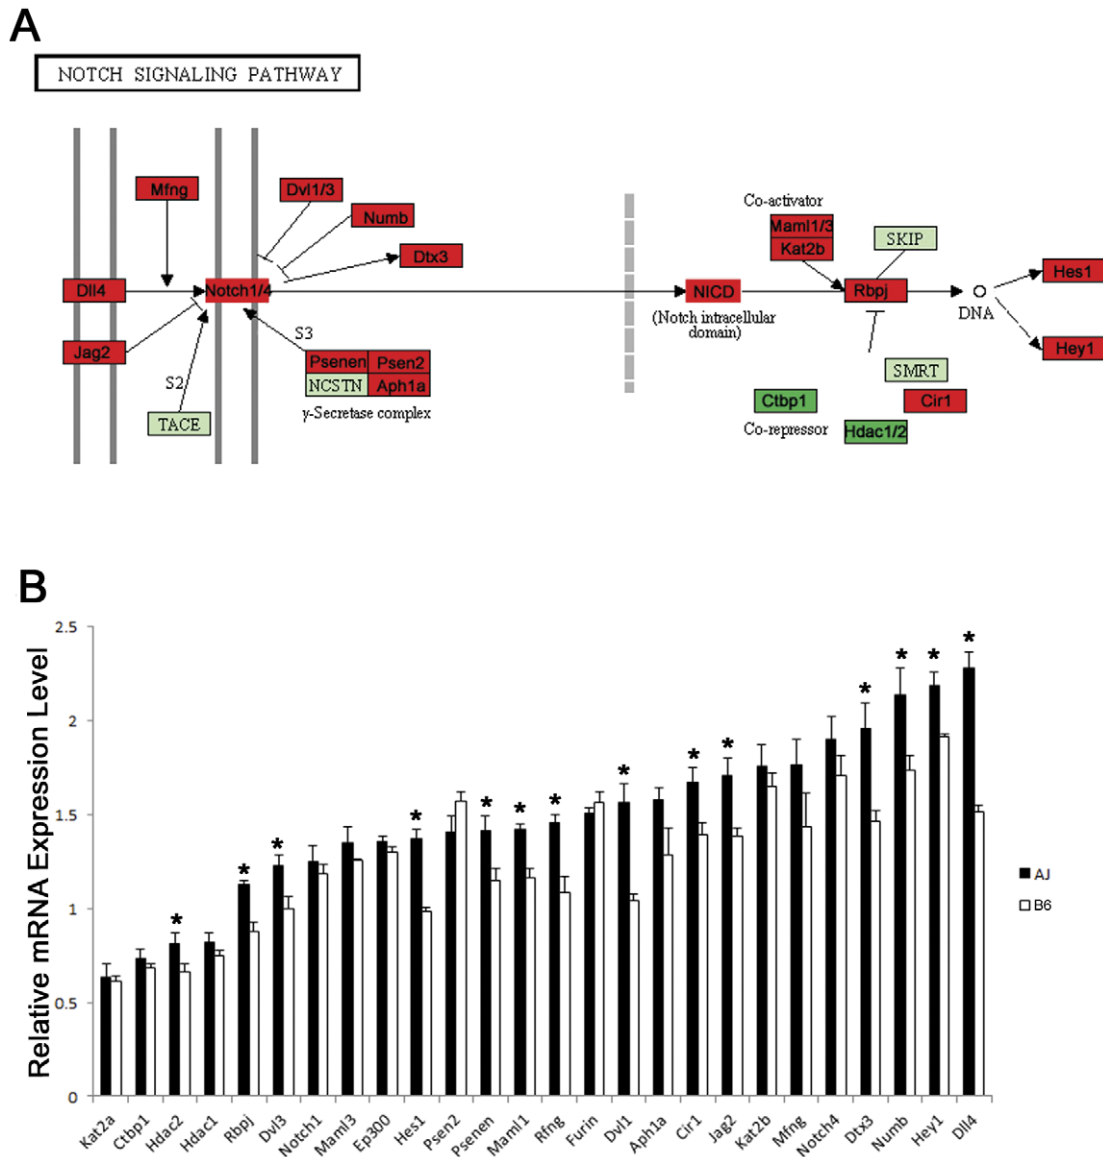 A
NOTCH SIGNALING PATHWAY
Mfng
Dvl1/3
Numb
Dtx3
Dll4
Notch1/4
Jag2
S2
TACE
S3
Psenen Psen2
NCSTN Aph1a
γ-Secretase complex
NICD
(Notch intracellular
domain)
Co-activator
Maml1/3
Kat2b
SKIP
Rbpj
DNA
Hes1
Hey1
SMRT
Ctbp1
Cir1
Co-repressor
Hdac1/2
B
Relative mRNA Expression Level
2.5
2
1.5
1
0.5
0
* * * * * * * * * * * * * *
AJ
B6
Kat2a
Ctbp1
Hdac2
Hdac1
Rbpj
Dvl3
Notch1
Maml3
Ep300
Hes1
Psen2
Psenen
Maml1
Rfng
Furin
Dvl1
Aph1a
Cir1
Jag2
Kat2b
Mfng
Notch4
Dtx3
Numb
Hey1
Dll4